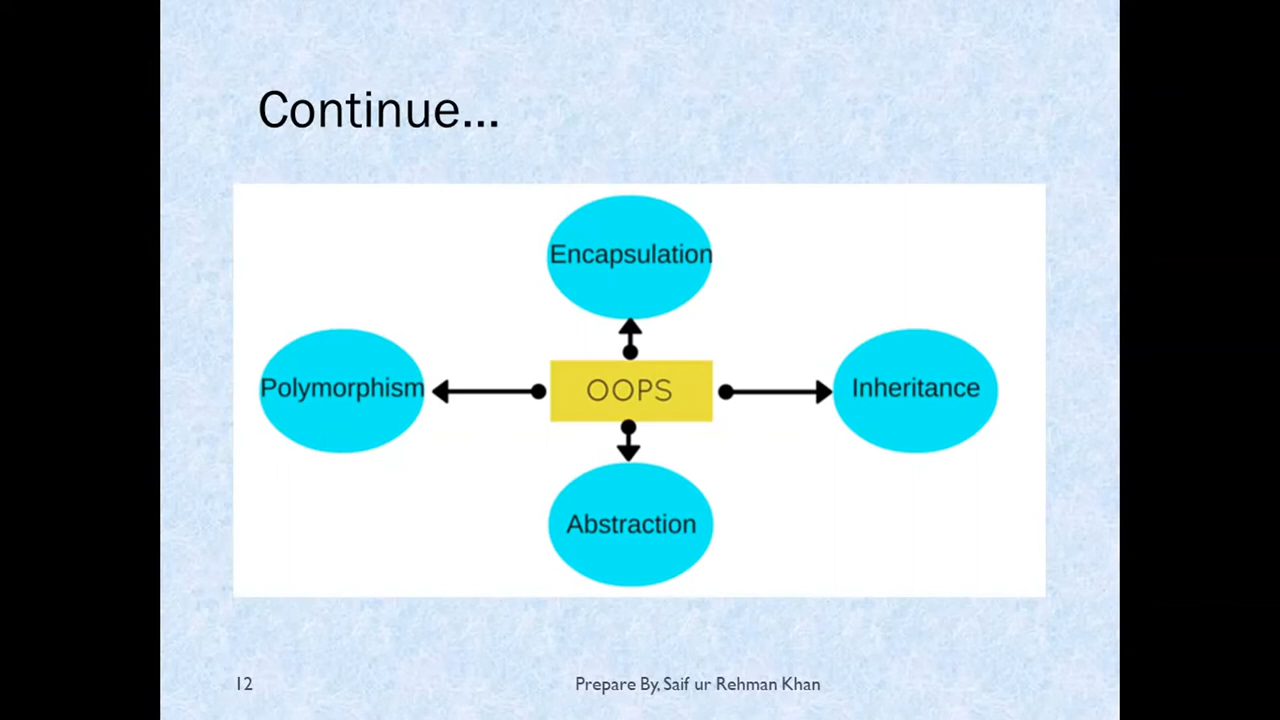 Continue...
Encapsulation
Polymorphism
OOPS
Inheritance
Abstraction
12
Prepare By, Saif ur Rehman Khan